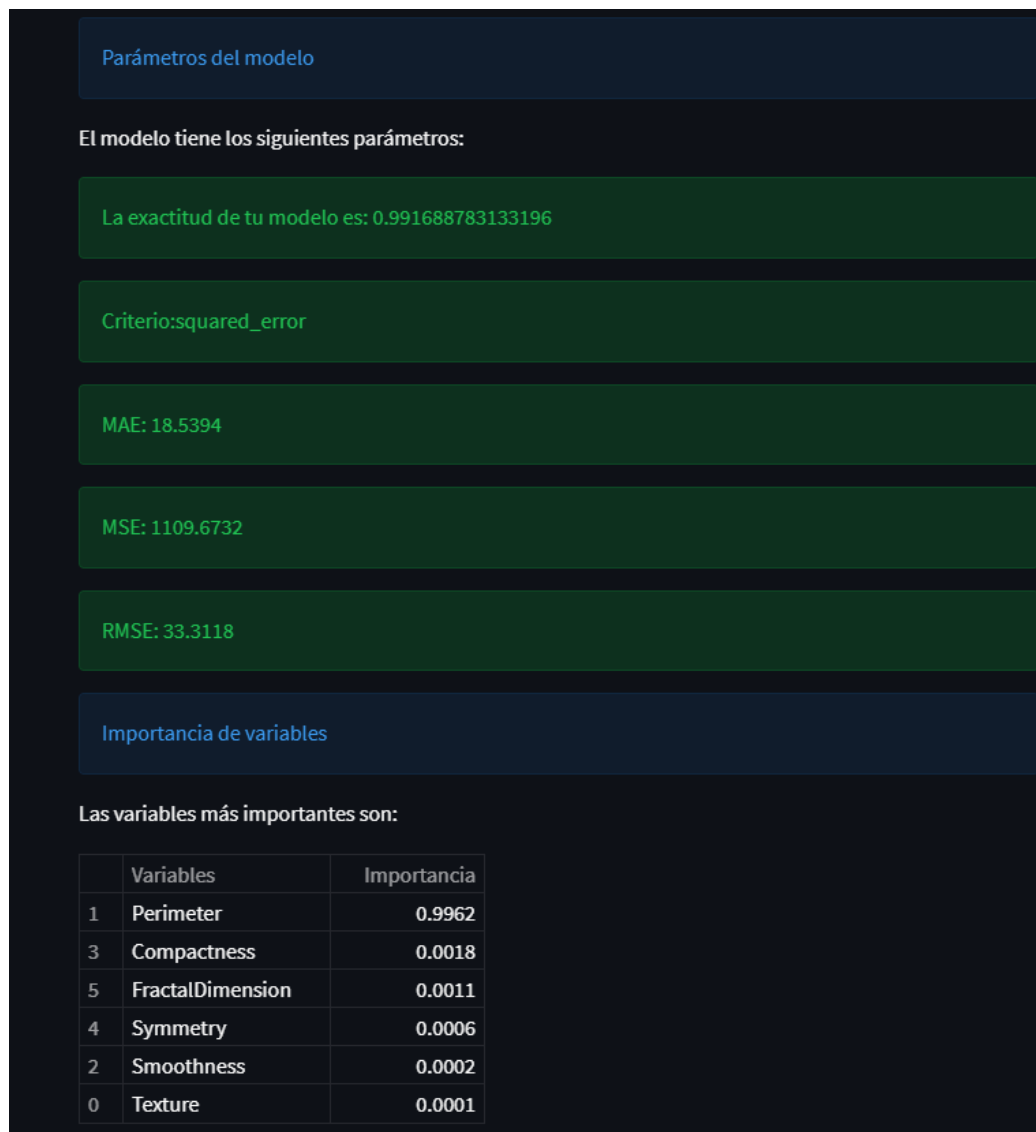 Parámetros del modelo
El modelo tiene los siguientes parámetros:
La exactitud de tu modelo es: 0.991688783133196
Criterio:squared_error
MAE: 18.5394
MSE: 1109.6732
RMSE: 33.3118
Importancia de variables
Las variables más importantes son:
Variables Importancia
1 Perimeter 0.9962
3 Compactness 0.0018
5 FractalDimension 0.0011
4 Symmetry 0.0006
2 Smoothness 0.0002
0 Texture 0.0001